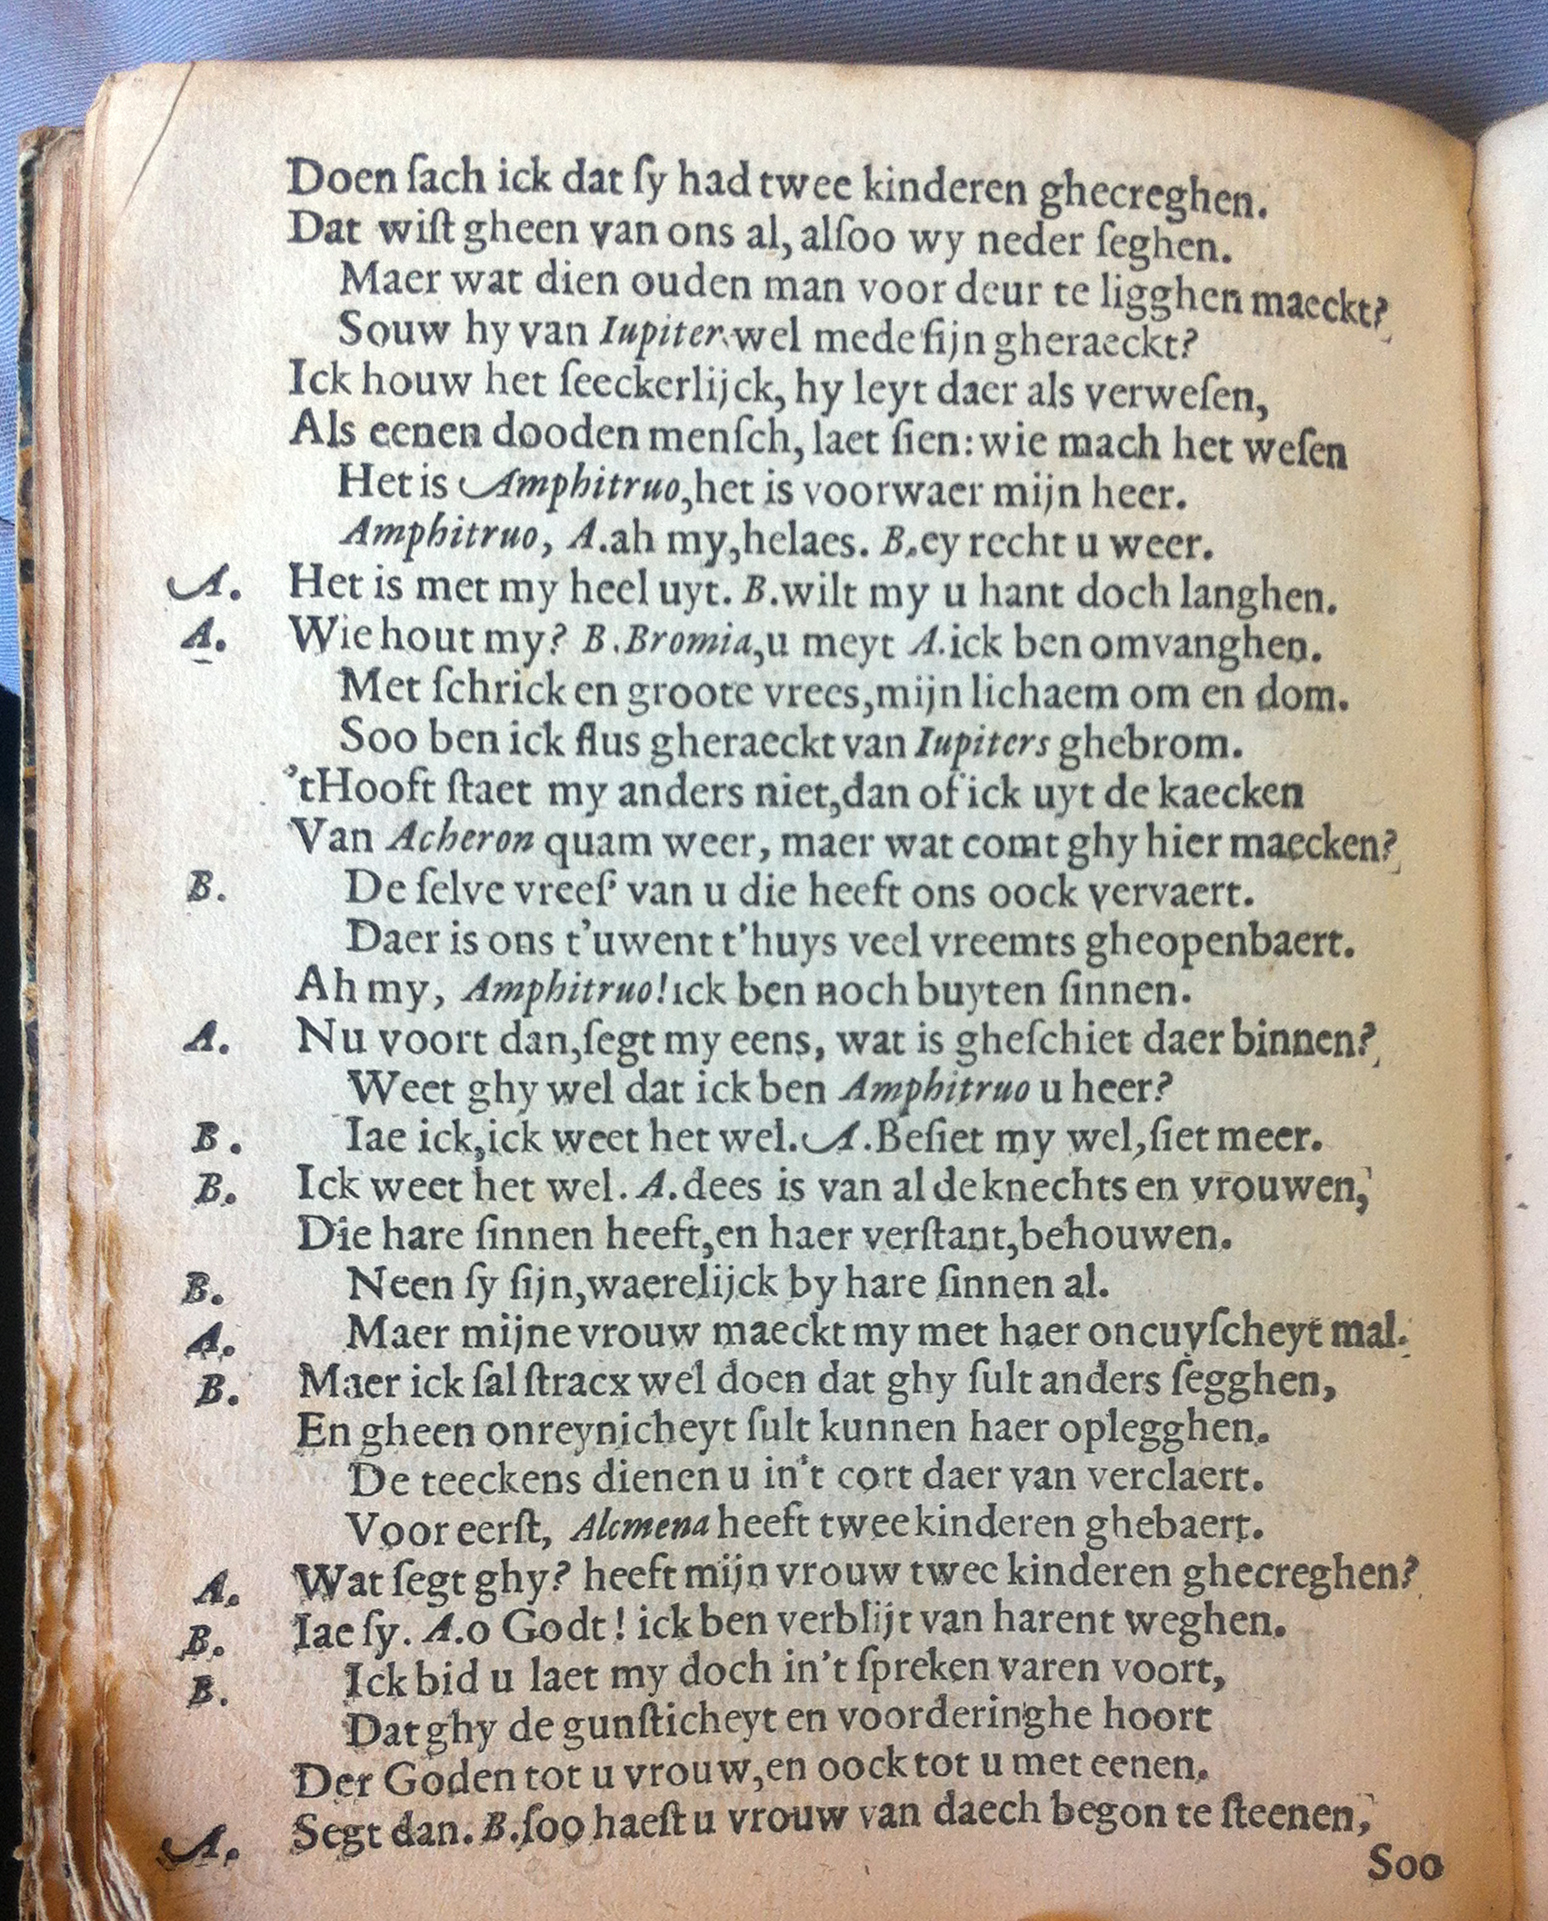 Doen ſach ick dat ſy had twee kinderen ghecreghen.
Dat wiſt gheen van ons al, alſoo wy neder ſeghen.
Maer wat dien ouden man voor deur te ligghen maeckt?
Souw hy van Iupiter wel mede ſijn gheraeckt?
Ick houw het ſeeckerlijck, hy leyt daer als verweſen,
Als eenen dooden menſch, laet ſien: wie mach het weſen
Het is Amphitruo, het is voorwaer mijn heer.
Amphitruo, A. ah my, helaes. B. ey recht u weer.
A. Het is met my heel uyt. B. wilt my u hant doch langhen.
A. Wie hout my? B. Bromia, u meyt A. ick ben omvanghen.
Met ſchrick en groote vrees, mijn lichaem om en dom.
Soo ben ick flus gheraeckt van Iupiters ghebrom.
'tHooft ſtaet my anders niet, dan of ick uyt de kaecken
Van Acheron quam weer, maer wat comt ghy hier maecken?
B. De ſelve vreeſ' van u die heeft ons oock vervaert.
Daer is ons t'uwent t'huys veel vreemts gheopenbaert.
Ah my, Amphitruo! ick ben noch buyten ſinnen.
A. Nu voort dan, ſegt my eens, wat is gheſchiet daer binnen?
Weet ghy wel dat ick ben Amphitruo u heer?
B. Iae ick, ick weet het wel. A. Beſiet my wel, ſiet meer.
B. Ick weet het wel. A. dees is van al de knechts en vrouwen,
Die hare ſinnen heeft, en haer verſtant, behouwen.
B. Neen ſy ſijn, waerelijck by hare ſinnen al.
A. Maer mijne vrouw maeckt my met haer oncuyſcheyt mal.
B. Maer ick ſal ſtracx wel doen dat ghy ſult anders ſegghen,
En gheen onreynicheyt ſult kunnen haer oplegghen.
De teeckens dienen u in't cort daer van verclaert.
Voor eerſt, Alcmena heeft twee kinderen ghebaert.
A. Wat ſegt ghy? heeft mijn vrouw twee kinderen ghecreghen?
B. Iae ſy. A. o Godt! ick ben verblijt van harent weghen.
B. Ick bid u laet my doch in't ſpreken varen voort,
Dat ghy de gunſticheyt en voorderinghe hoort
Der Goden tot u vrouw, en oock tot u met eenen.
A. Segt dan. B. ſoo haeſt u vrouw van daech begon te ſteenen,
Soo